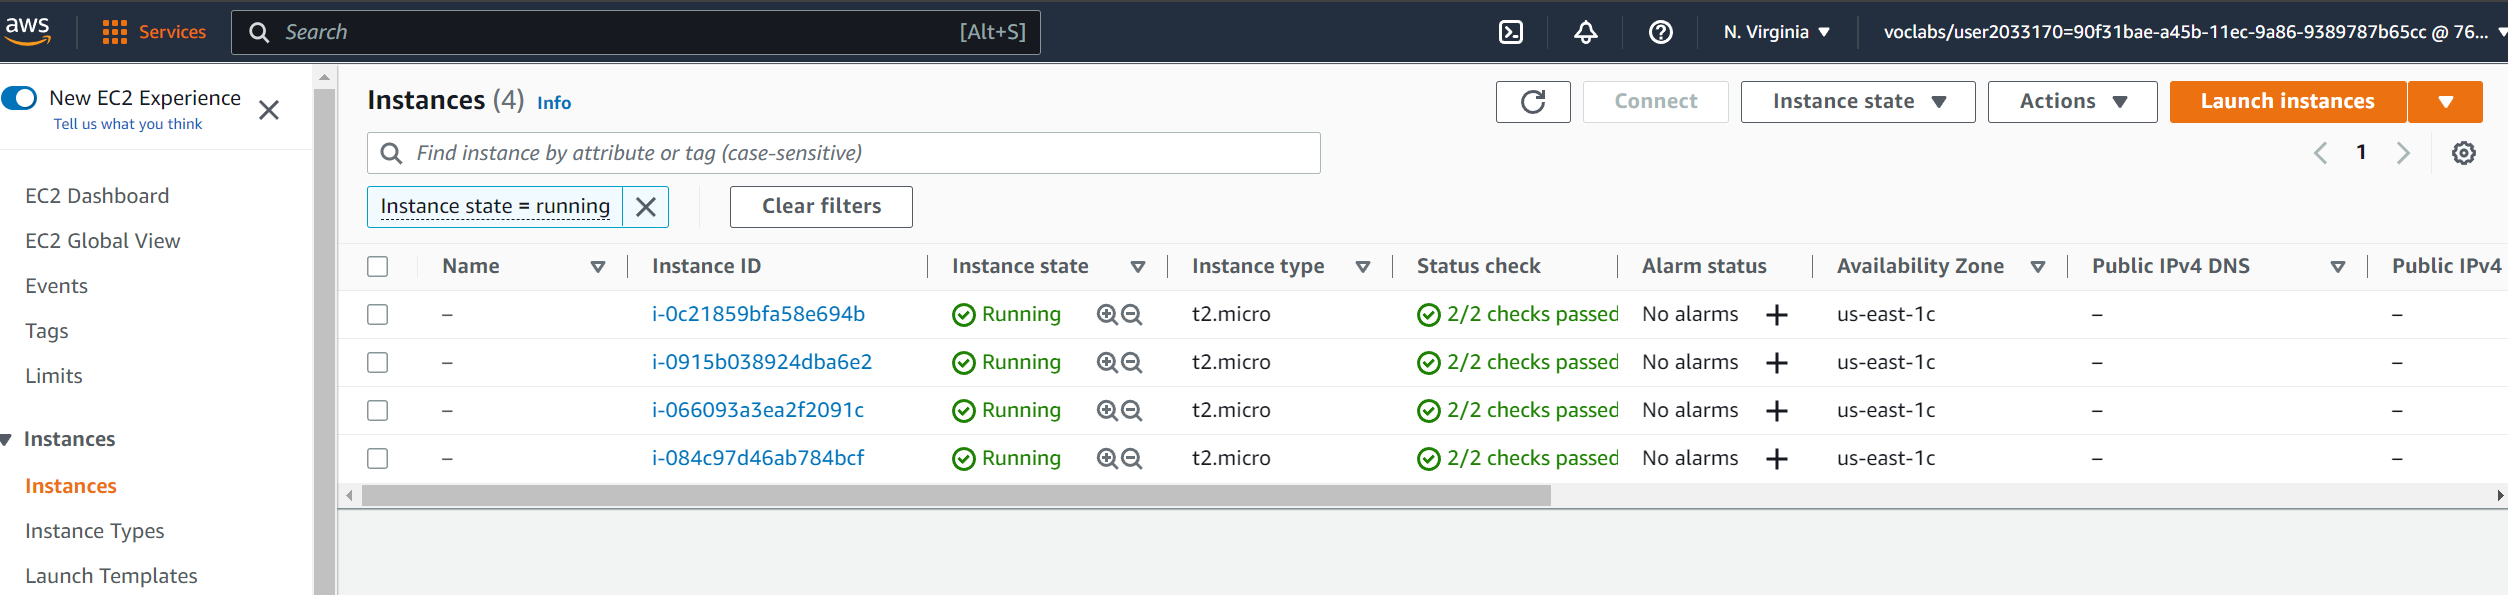 aws Services Search [Alt+S] N. Virginia voclabs/user2033170=90f31bae-a45b-11ec-9a86-9389787b65cc @ 76...
New EC2 Experience
Tell us what you think
EC2 Dashboard
EC2 Global View
Events
Tags
Limits
Instances
Instances
Instance Types
Launch Templates
Instances (4) Info Connect Instance state Actions Launch instances
Find instance by attribute or tag (case-sensitive) 1
Instance state = running Clear filters
Name Instance ID Instance state Instance type Status check Alarm status Availability Zone Public IPv4 DNS Public IPv4
– i-0c21859bfa58e694b Running t2.micro 2/2 checks passed No alarms us-east-1c – –
– i-0915b038924dba6e2 Running t2.micro 2/2 checks passed No alarms us-east-1c – –
– i-066093a3ea2f2091c Running t2.micro 2/2 checks passed No alarms us-east-1c – –
– i-084c97d46ab784bcf Running t2.micro 2/2 checks passed No alarms us-east-1c – –